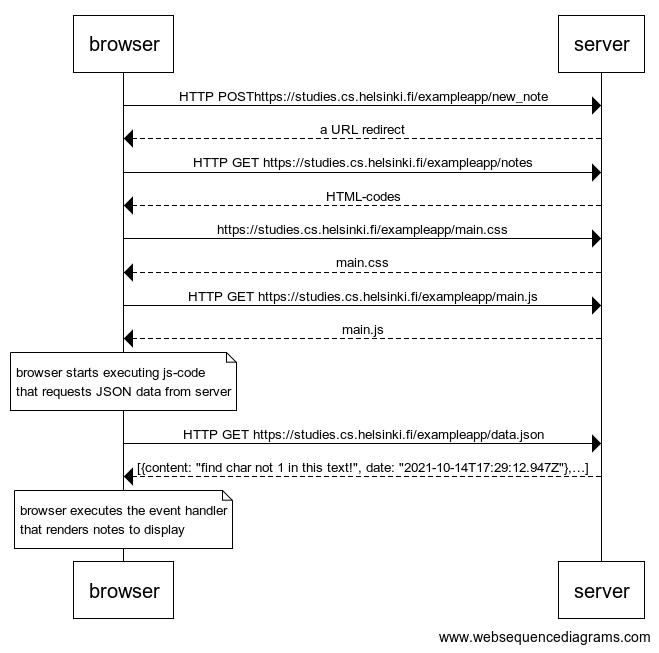 browser
server
HTTP POSThttps://studies.cs.helsinki.fi/exampleapp/new_note
a URL redirect
HTTP GET https://studies.cs.helsinki.fi/exampleapp/notes
HTML-codes
https://studies.cs.helsinki.fi/exampleapp/main.css
main.css
HTTP GET https://studies.cs.helsinki.fi/exampleapp/main.js
main.js
browser starts executing js-code
that requests JSON data from server
HTTP GET https://studies.cs.helsinki.fi/exampleapp/data.json
[{content: "find char not 1 in this text!", date: "2021-10-14T17:29:12.947Z"},...]
browser executes the event handler
that renders notes to display
browser
server
www.websequencediagrams.com